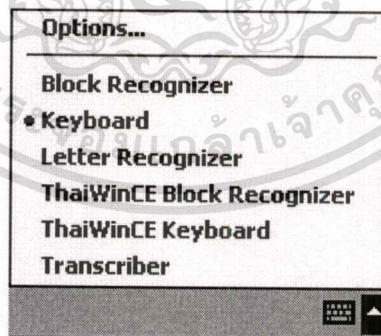 Options...
Block Recognizer
Keyboard
Letter Recognizer
ThaiWinCE Block Recognizer
ThaiWinCE Keyboard
Transcriber